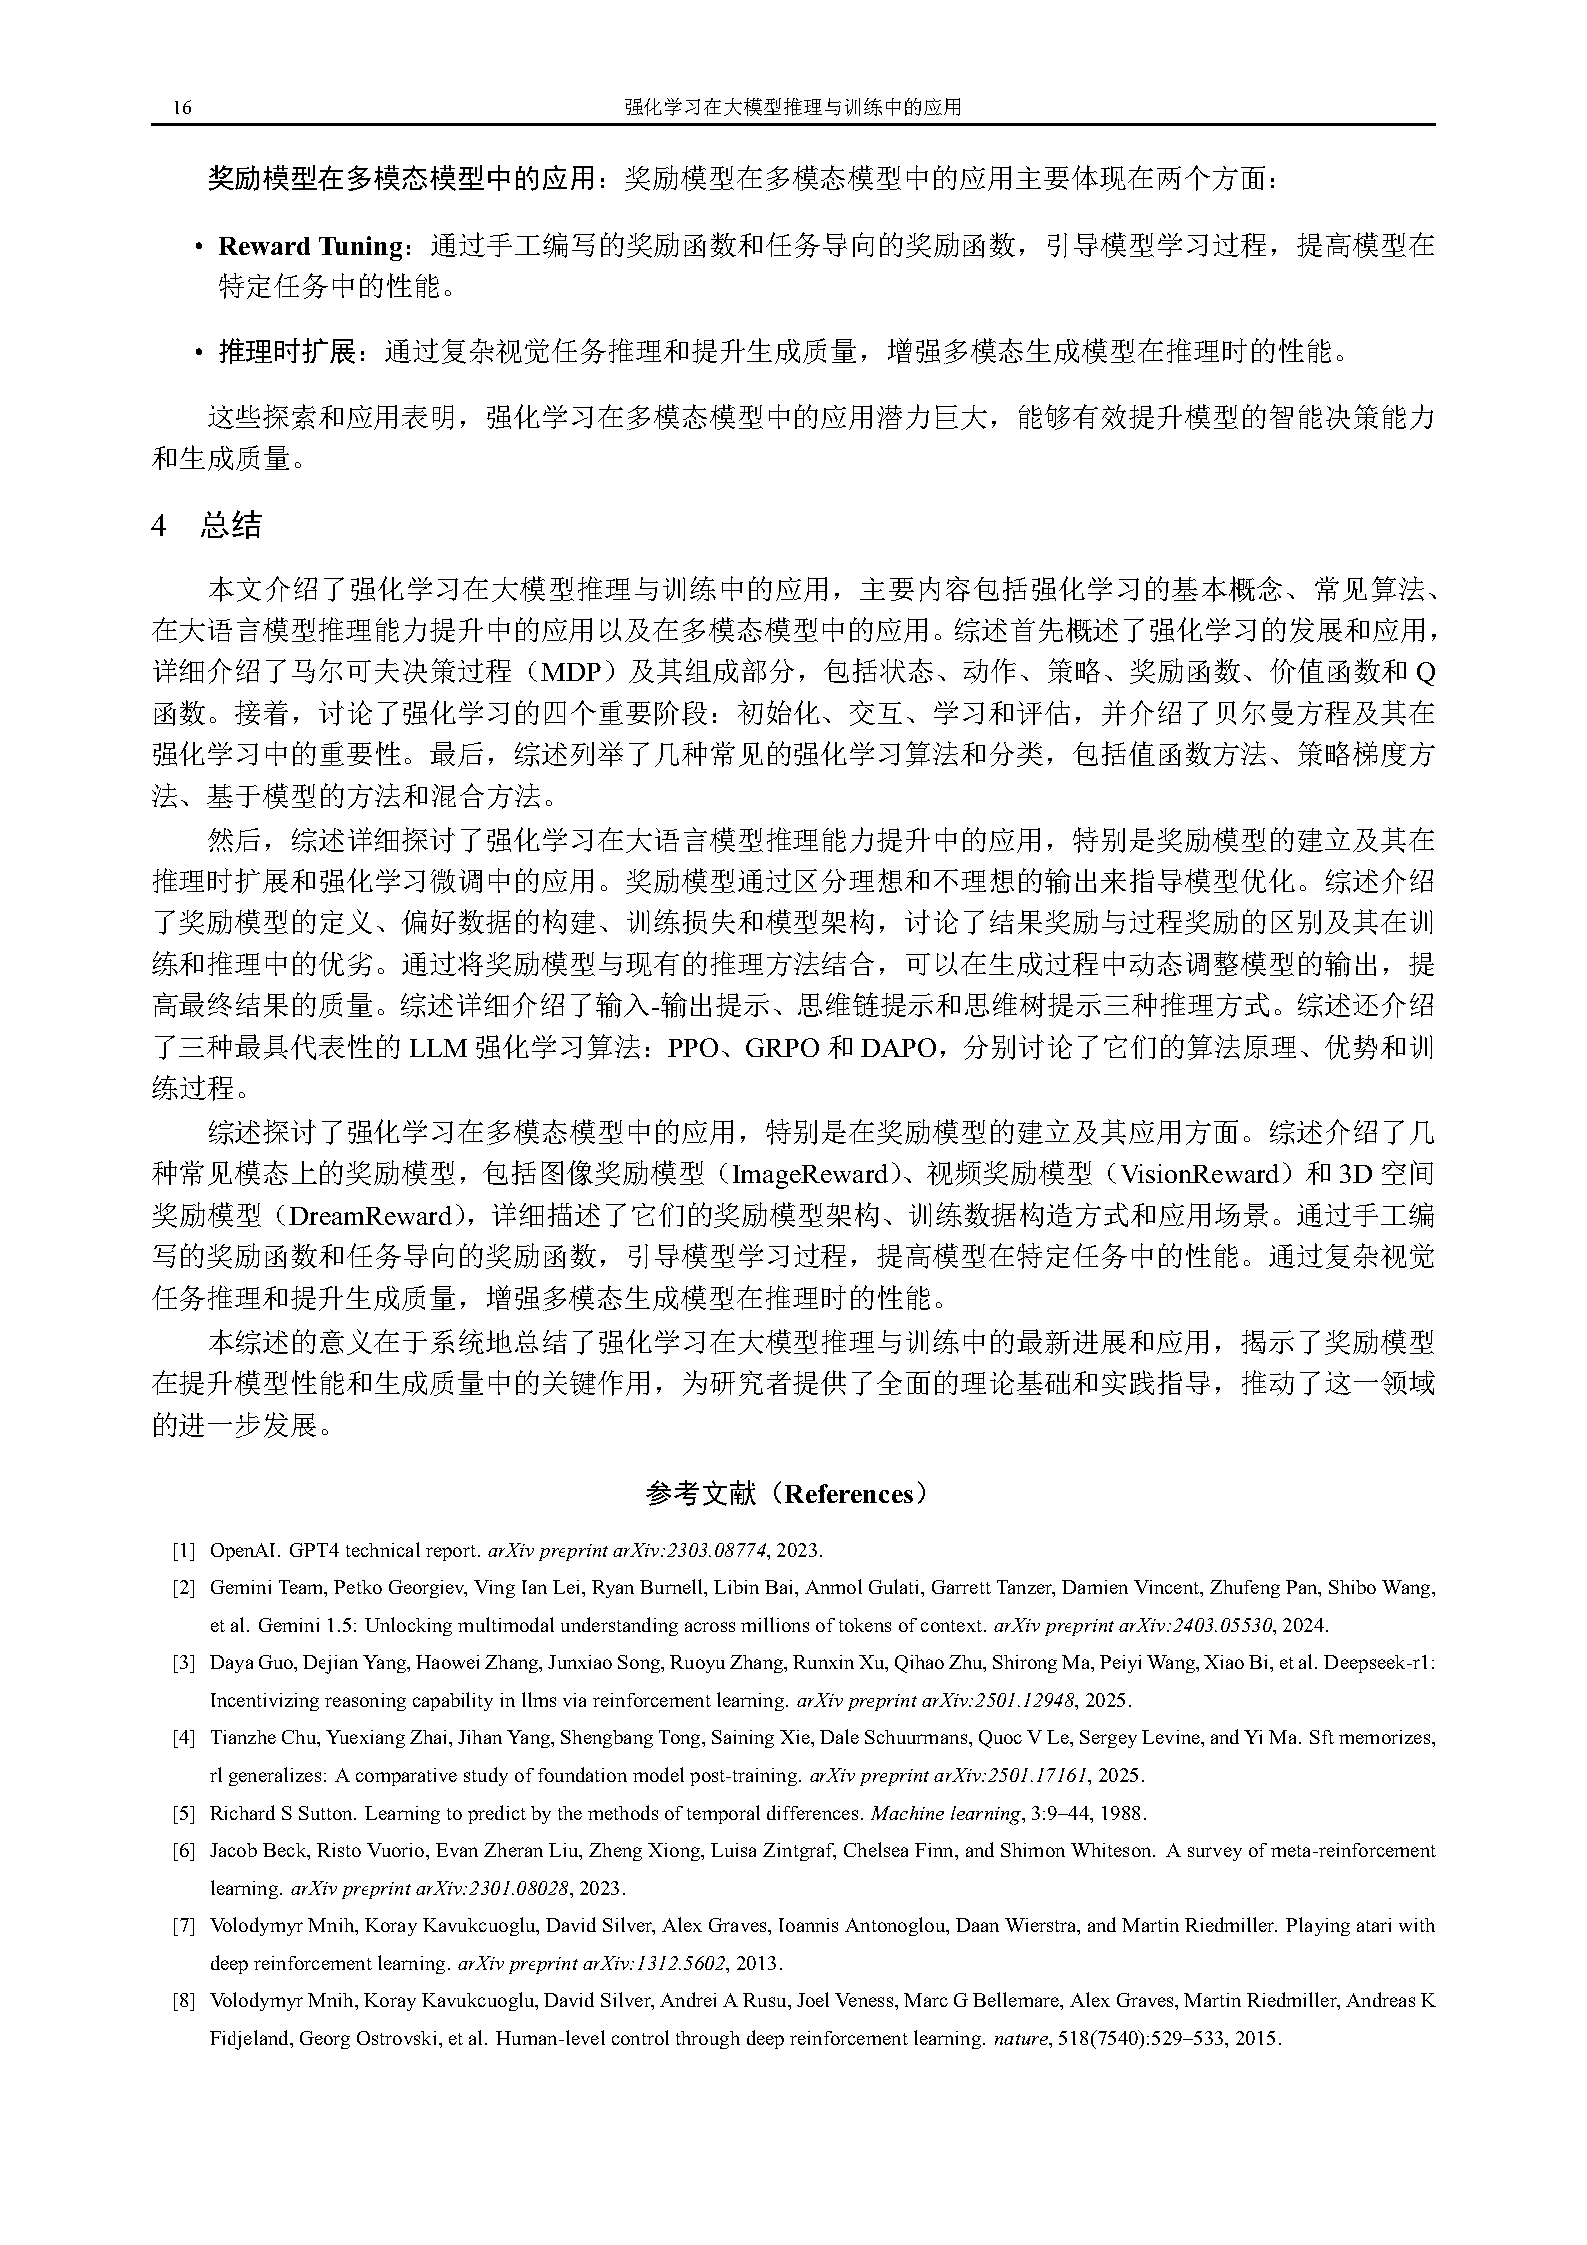 16
强化学习在大模型推理与训练中的应用
奖励模型在多模态模型中的应用：奖励模型在多模态模型中的应用主要体现在两个方面：
• Reward Tuning：通过手工编写的奖励函数和任务导向的奖励函数，引导模型学习过程，提高模型在
特定任务中的性能。
• 推理时扩展：通过复杂视觉任务推理和提升生成质量，增强多模态生成模型在推理时的性能。
这些探索和应用表明，强化学习在多模态模型中的应用潜力巨大，能够有效提升模型的智能决策能力
和生成质量。
4 总结
本文介绍了强化学习在大模型推理与训练中的应用，主要内容包括强化学习的基本概念、常见算法、
在大语言模型推理能力提升中的应用以及在多模态模型中的应用。综述首先概述了强化学习的发展和应用，
详细介绍了马尔可夫决策过程（MDP）及其组成部分，包括状态、动作、策略、奖励函数、价值函数和 Q
函数。接着，讨论了强化学习的四个重要阶段：初始化、交互、学习和评估，并介绍了贝尔曼方程及其在
强化学习中的重要性。最后，综述列举了几种常见的强化学习算法和分类，包括值函数方法、策略梯度方
法、基于模型的方法和混合方法。
然后，综述详细探讨了强化学习在大语言模型推理能力提升中的应用，特别是奖励模型的建立及其在
推理时扩展和强化学习微调中的应用。奖励模型通过区分理想和不理想的输出来指导模型优化。综述介绍
了奖励模型的定义、偏好数据的构建、训练损失和模型架构，讨论了结果奖励与过程奖励的区别及其在训
练和推理中的优劣。通过将奖励模型与现有的推理方法结合，可以在生成过程中动态调整模型的输出，提
高最终结果的质量。综述详细介绍了输入-输出提示、思维链提示和思维树提示三种推理方式。综述还介绍
了三种最具代表性的 LLM 强化学习算法：PPO、GRPO 和 DAPO，分别讨论了它们的算法原理、优势和训
练过程。
综述探讨了强化学习在多模态模型中的应用，特别是在奖励模型的建立及其应用方面。综述介绍了几
种常见模态上的奖励模型，包括图像奖励模型（ImageReward）、视频奖励模型（VisionReward）和 3D 空间
奖励模型（DreamReward），详细描述了它们的奖励模型架构、训练数据构造方式和应用场景。通过手工编
写的奖励函数和任务导向的奖励函数，引导模型学习过程，提高模型在特定任务中的性能。通过复杂视觉
任务推理和提升生成质量，增强多模态生成模型在推理时的性能。
本综述的意义在于系统地总结了强化学习在大模型推理与训练中的最新进展和应用，揭示了奖励模型
在提升模型性能和生成质量中的关键作用，为研究者提供了全面的理论基础和实践指导，推动了这一领域
的进一步发展。
参考文献（References）
[1] OpenAI. GPT4 technical report. arXiv preprint arXiv:2303.08774, 2023.
[2] Gemini Team, Petko Georgiev, Ving Ian Lei, Ryan Burnell, Libin Bai, Anmol Gulati, Garrett Tanzer, Damien Vincent, Zhufeng Pan, Shibo Wang,
et al. Gemini 1.5: Unlocking multimodal understanding across millions of tokens of context. arXiv preprint arXiv:2403.05530, 2024.
[3] Daya Guo, Dejian Yang, Haowei Zhang, Junxiao Song, Ruoyu Zhang, Runxin Xu, Qihao Zhu, Shirong Ma, Peiyi Wang, Xiao Bi, et al. Deepseek-r1:
Incentivizing reasoning capability in llms via reinforcement learning. arXiv preprint arXiv:2501.12948, 2025.
[4] Tianzhe Chu, Yuexiang Zhai, Jihan Yang, Shengbang Tong, Saining Xie, Dale Schuurmans, Quoc V Le, Sergey Levine, and Yi Ma. Sft memorizes,
rl generalizes: A comparative study of foundation model post-training. arXiv preprint arXiv:2501.17161, 2025.
[5] Richard S Sutton. Learning to predict by the methods of temporal differences. Machine learning, 3:9–44, 1988.
[6] Jacob Beck, Risto Vuorio, Evan Zheran Liu, Zheng Xiong, Luisa Zintgraf, Chelsea Finn, and Shimon Whiteson. A survey of meta-reinforcement
learning. arXiv preprint arXiv:2301.08028, 2023.
[7] Volodymyr Mnih, Koray Kavukcuoglu, David Silver, Alex Graves, Ioannis Antonoglou, Daan Wierstra, and Martin Riedmiller. Playing atari with
deep reinforcement learning. arXiv preprint arXiv:1312.5602, 2013.
[8] Volodymyr Mnih, Koray Kavukcuoglu, David Silver, Andrei A Rusu, Joel Veness, Marc G Bellemare, Alex Graves, Martin Riedmiller, Andreas K
Fidjeland, Georg Ostrovski, et al. Human-level control through deep reinforcement learning. nature, 518(7540):529–533, 2015.